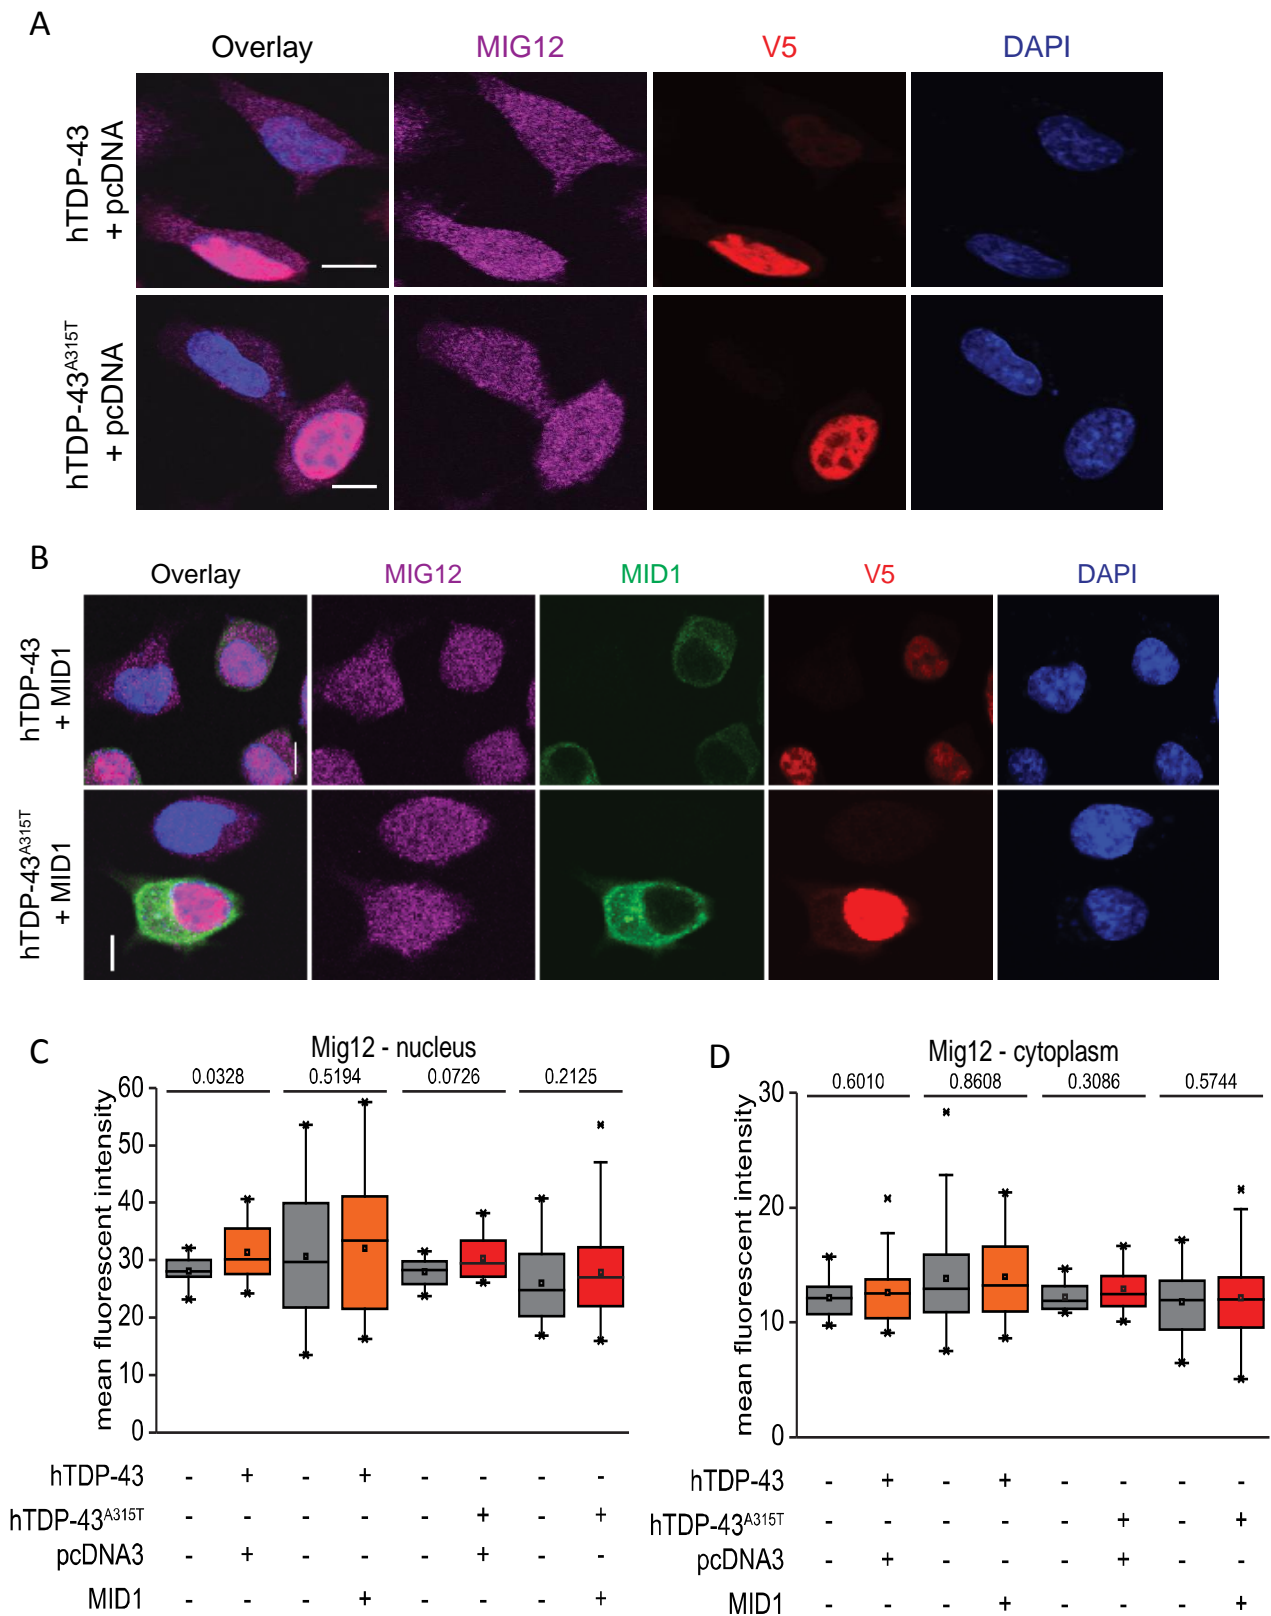 A
Overlay MIG12 V5 DAPI
hTDP-43
+ pcDNA
hTDP-43A315T
+ pcDNA
B
Overlay MIG12 MID1 V5 DAPI
hTDP-43
+ MID1
hTDP-43A315T
+ MID1
C
Mig12 - nucleus
0.0328 0.5194 0.0726 0.2125
mean fluorescent intensity
60
50
40
30
20
10
0
hTDP-43 - + - + - - - -
hTDP-43A315T - - - - - + - +
pcDNA3 - + - - - + - -
MID1 - - - + - - - +
D
Mig12 - cytoplasm
0.6010 0.8608 0.3086 0.5744
mean fluorescent intensity
30
20
10
0
hTDP-43 - + - + - - - -
hTDP-43A315T - - - - - + - +
pcDNA3 - + - - - + - -
MID1 - - - + - - - +